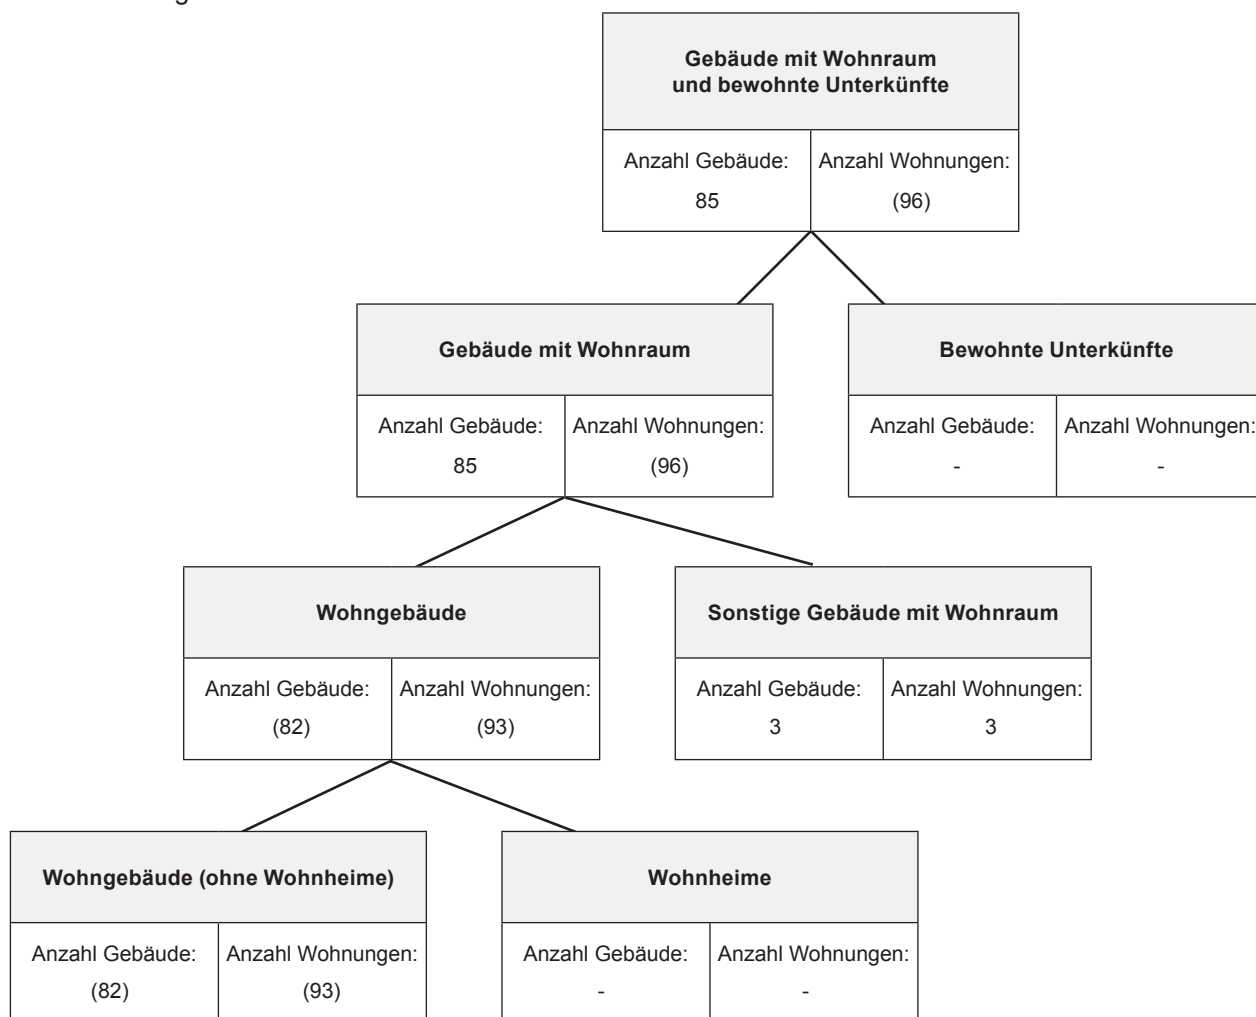 Gebäude mit Wohnraum
und bewohnte Unterkünfte
Anzahl Gebäude: Anzahl Wohnungen:
85 (96)
Gebäude mit Wohnraum
Bewohnte Unterkünfte
Anzahl Gebäude: Anzahl Wohnungen:
85 (96)
Anzahl Gebäude: Anzahl Wohnungen:
- -
Wohngebäude
Sonstige Gebäude mit Wohnraum
Anzahl Gebäude: Anzahl Wohnungen:
(82) (93)
Anzahl Gebäude: Anzahl Wohnungen:
3 3
Wohngebäude (ohne Wohnheime)
Wohnheime
Anzahl Gebäude: Anzahl Wohnungen:
(82) (93)
Anzahl Gebäude: Anzahl Wohnungen:
- -